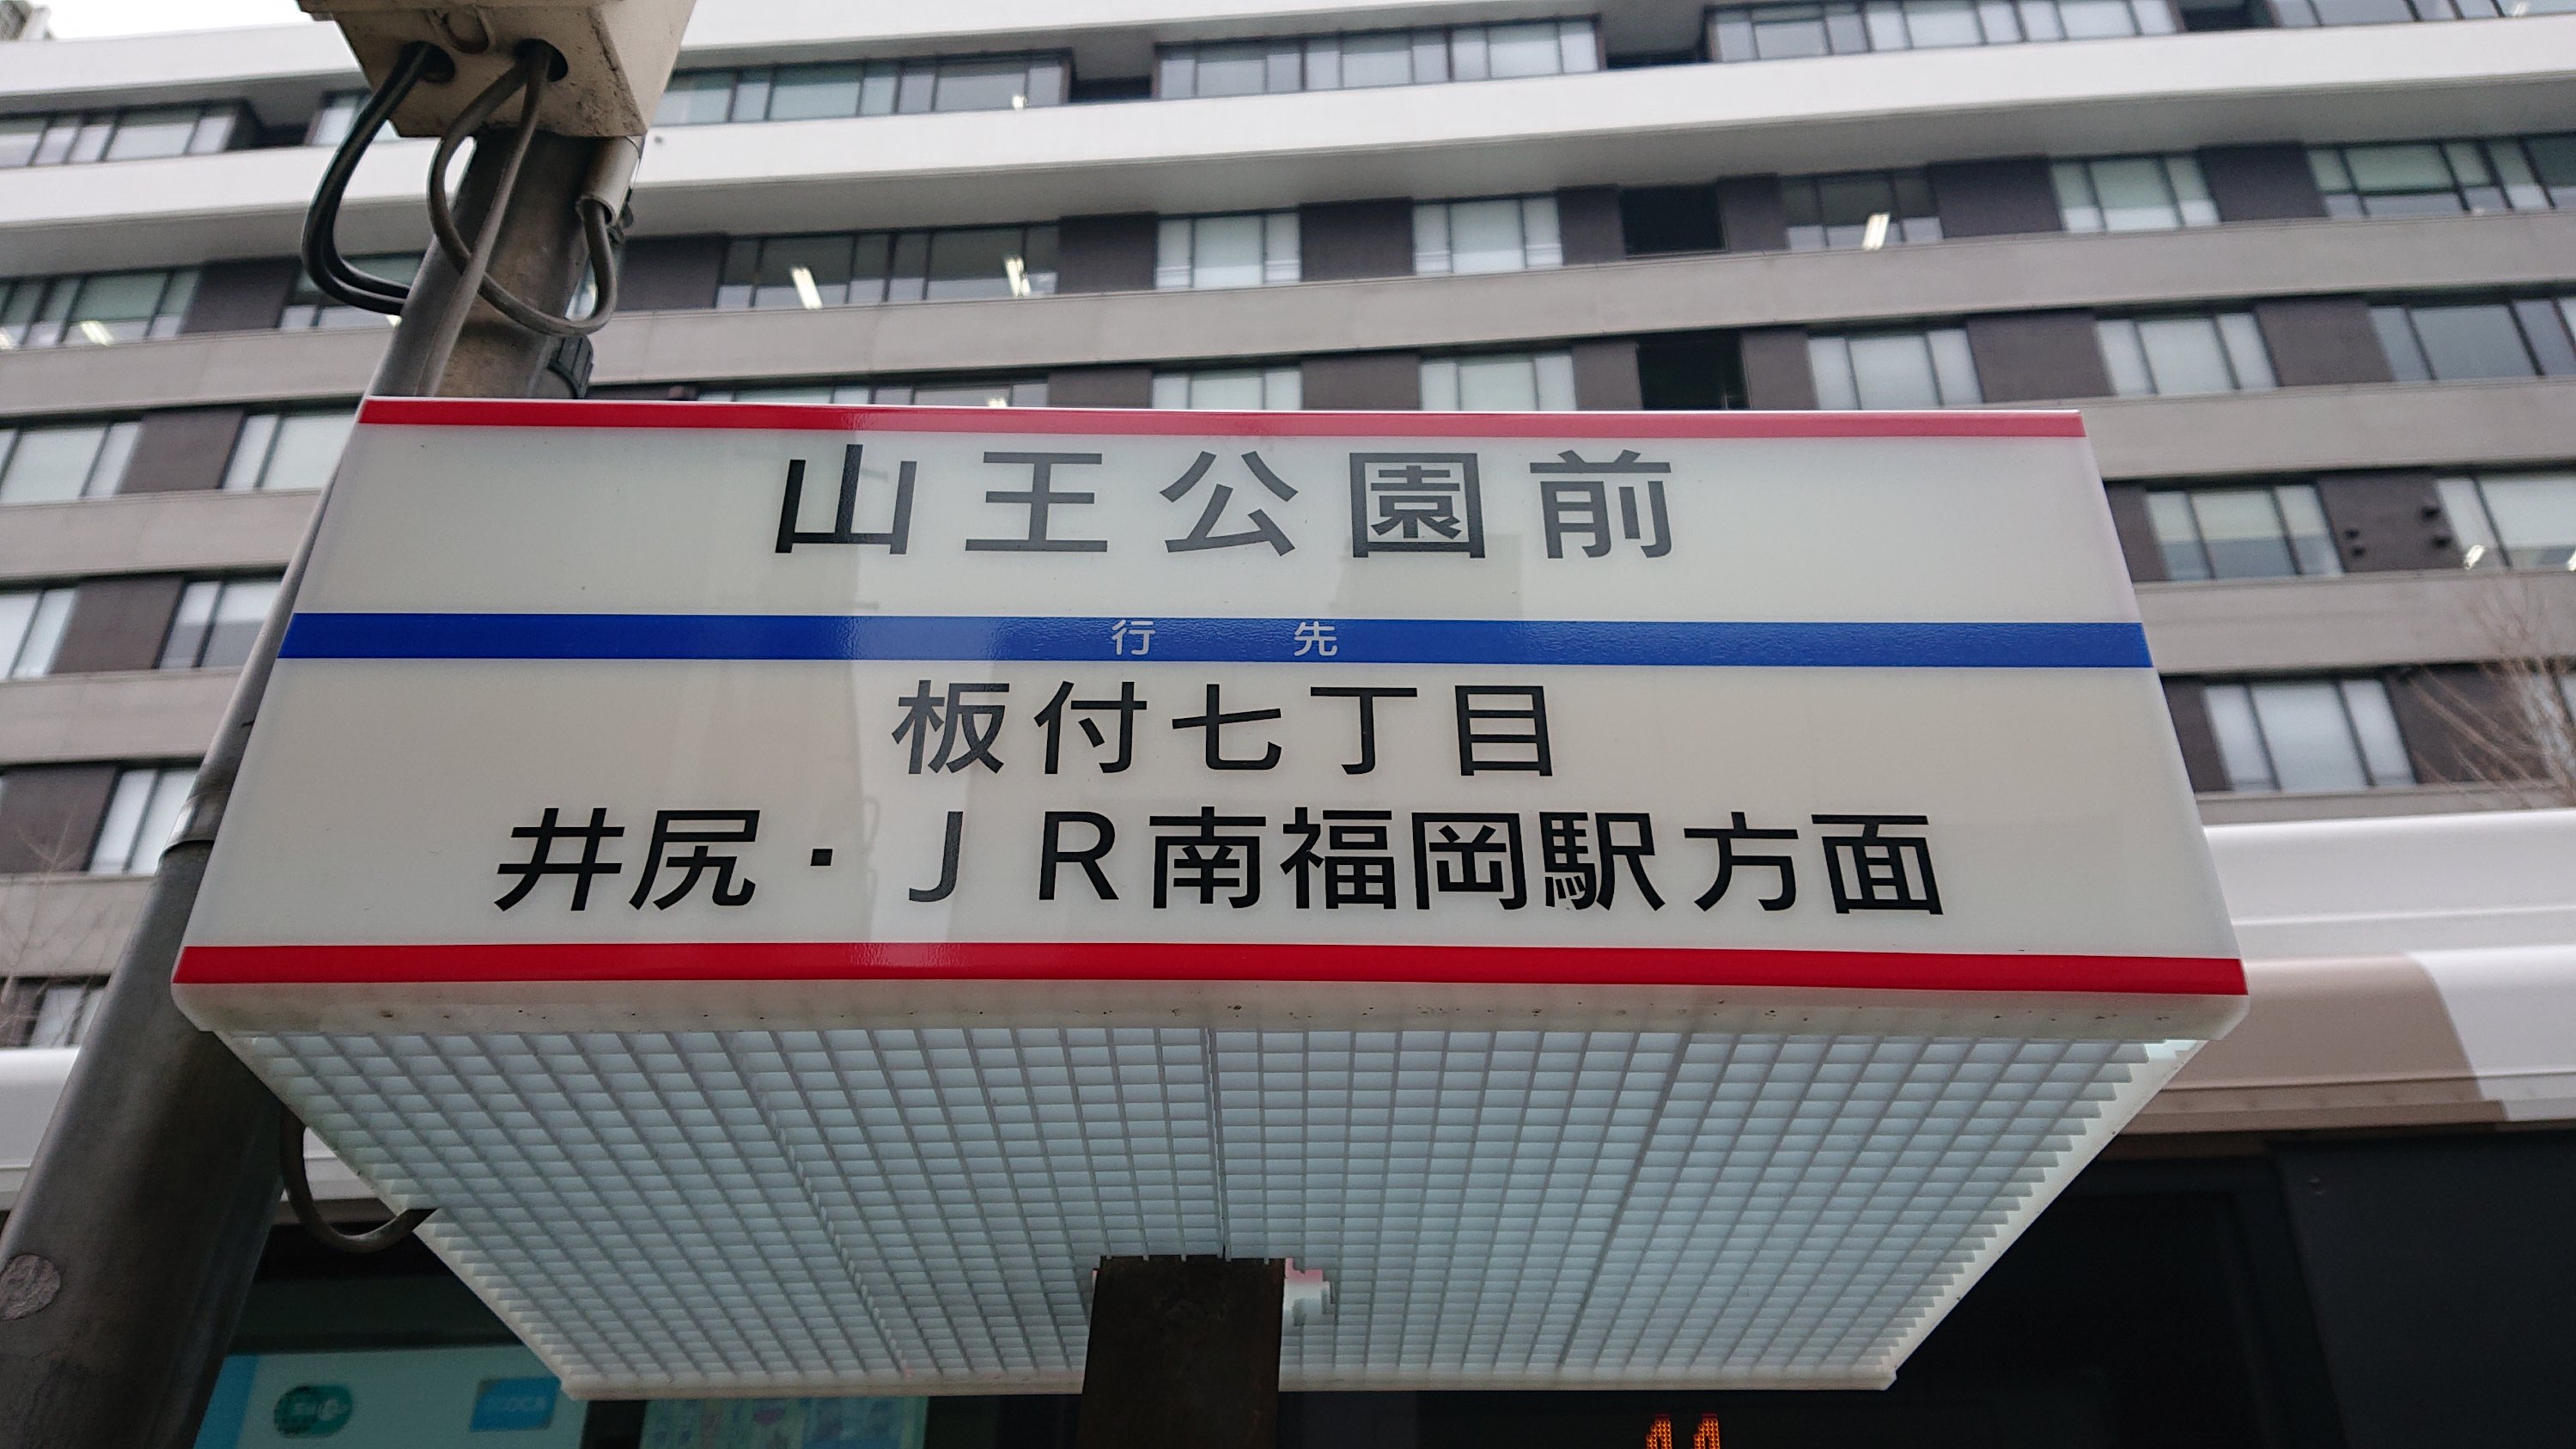 山王公園前
行先
板付七丁目
井尻・JR南福岡駅方面